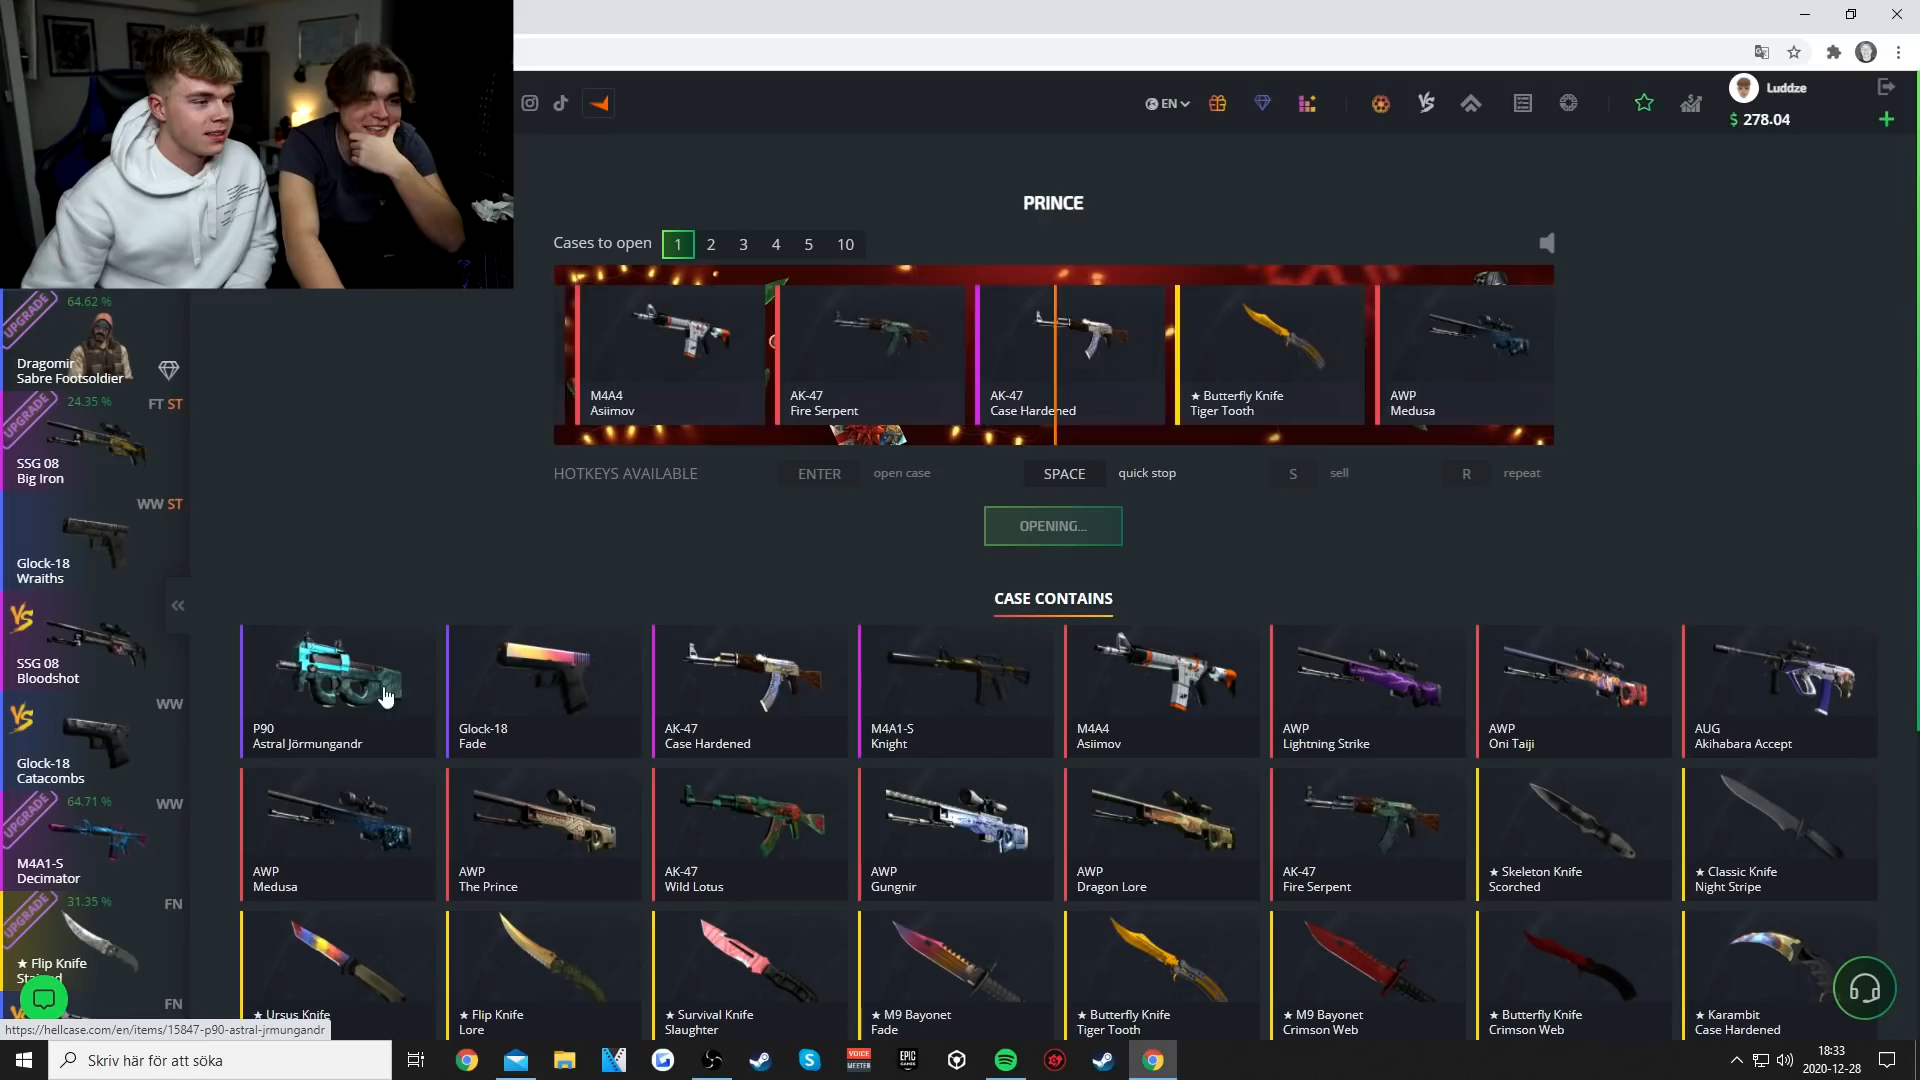 EN
Luddze
$ 278.04
PRINCE
Cases to open 1 2 3 4 5 10
M4A4
Asiimov
AK-47
Fire Serpent
AK-47
Case Hardened
★ Butterfly Knife
Tiger Tooth
AWP
Medusa
HOTKEYS AVAILABLE ENTER open case SPACE quick stop S sell R repeat
OPENING...
CASE CONTAINS
P90
Astral Jörmungandr
Glock-18
Fade
AK-47
Case Hardened
M4A1-S
Knight
M4A4
Asiimov
AWP
Lightning Strike
AWP
Oni Taiji
AUG
Akihabara Accept
AWP
Medusa
AWP
The Prince
AK-47
Wild Lotus
AWP
Gungnir
AWP
Dragon Lore
AK-47
Fire Serpent
★ Skeleton Knife
Scorched
★ Classic Knife
Night Stripe
★ Ursus Knife
★ Flip Knife
Lore
★ Survival Knife
Slaughter
★ M9 Bayonet
Fade
★ Butterfly Knife
Tiger Tooth
★ M9 Bayonet
Crimson Web
★ Butterfly Knife
Crimson Web
★ Karambit
Case Hardened
UPGRADE
64.62 %
Dragomir
Sabre Footsoldier
UPGRADE
24.35 %
FT ST
SSG 08
Big Iron
WW ST
Glock-18
Wraiths
VS
SSG 08
Bloodshot
VS
WW
Glock-18
Catacombs
UPGRADE
64.71 %
WW
M4A1-S
Decimator
UPGRADE
31.35 %
FN
★ Flip Knife
FN
https://hellcase.com/en/items/15847-p90-astral-jrmungandr
Skriv här för att söka
VOICE
MEETER
EPIC
GAMES
18:33
2020-12-28